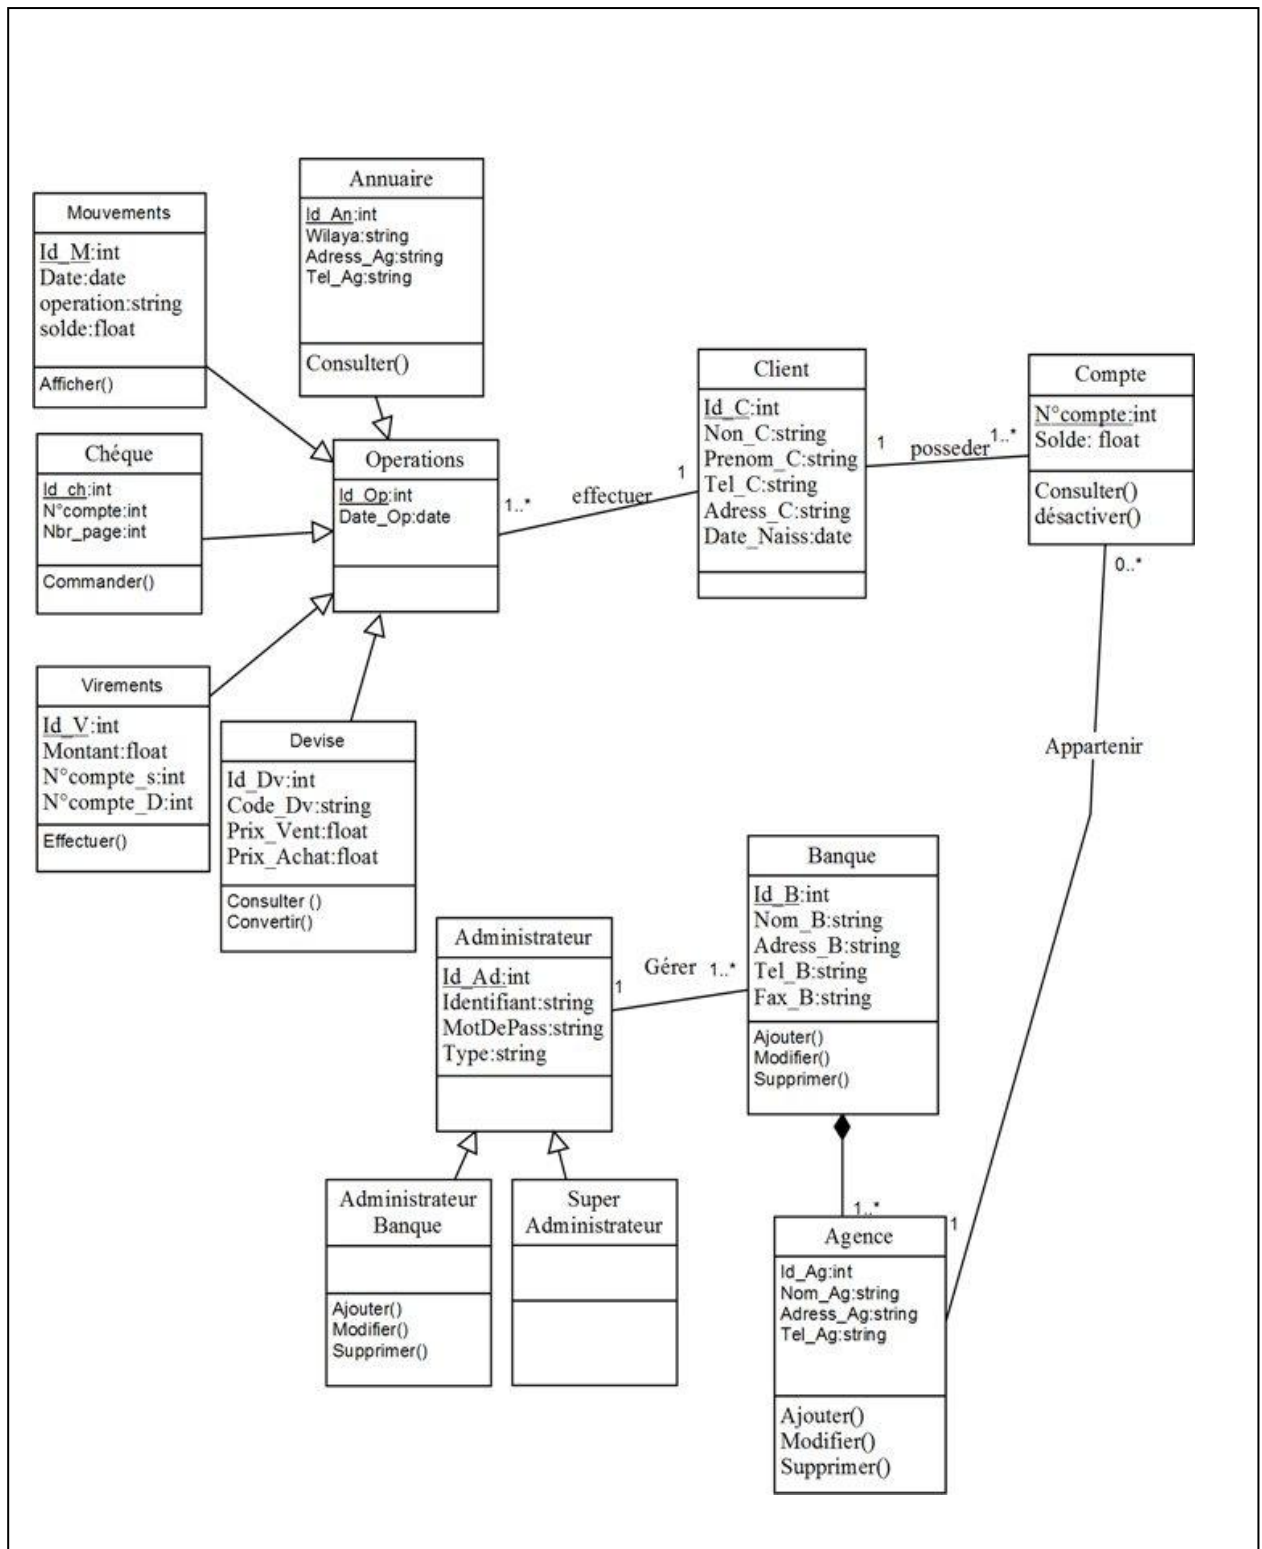 Annuaire
Id_An:int
Wilaya:string
Adress_Ag:string
Tel_Ag:string
Consulter()
Mouvements
Id_M:int
Date:date
operation:string
solde:float
Afficher()
Chéque
Id_ch:int
N°compte:int
Nbr_page:int
Commander()
Operations
Id_Op:int
Date_Op:date
1..*
effectuer
1
Client
Id_C:int
Non_C:string
Prenom_C:string
Tel_C:string
Adress_C:string
Date_Naiss:date
1
posseder
1..*
Compte
N°compte:int
Solde: float
Consulter()
désactiver()
0..*
Appartenir
1
Virements
Id_V:int
Montant:float
N°compte_s:int
N°compte_D:int
Effectuer()
Devise
Id_Dv:int
Code_Dv:string
Prix_Vent:float
Prix_Achat:float
Consulter ()
Convertir()
Administrateur
Id_Ad:int
Identifiant:string
MotDePass:string
Type:string
1
Gérer
1..*
Banque
Id_B:int
Nom_B:string
Adress_B:string
Tel_B:string
Fax_B:string
Ajouter()
Modifier()
Supprimer()
Administrateur
Banque
Ajouter()
Modifier()
Supprimer()
Super
Administrateur
1..*
Agence
Id_Ag:int
Nom_Ag:string
Adress_Ag:string
Tel_Ag:string
Ajouter()
Modifier()
Supprimer()